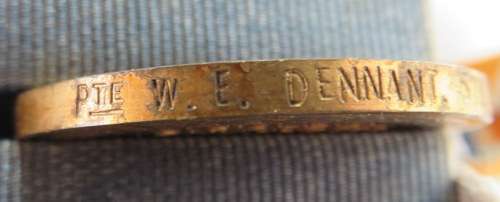 PTE W. E. DENNANT.